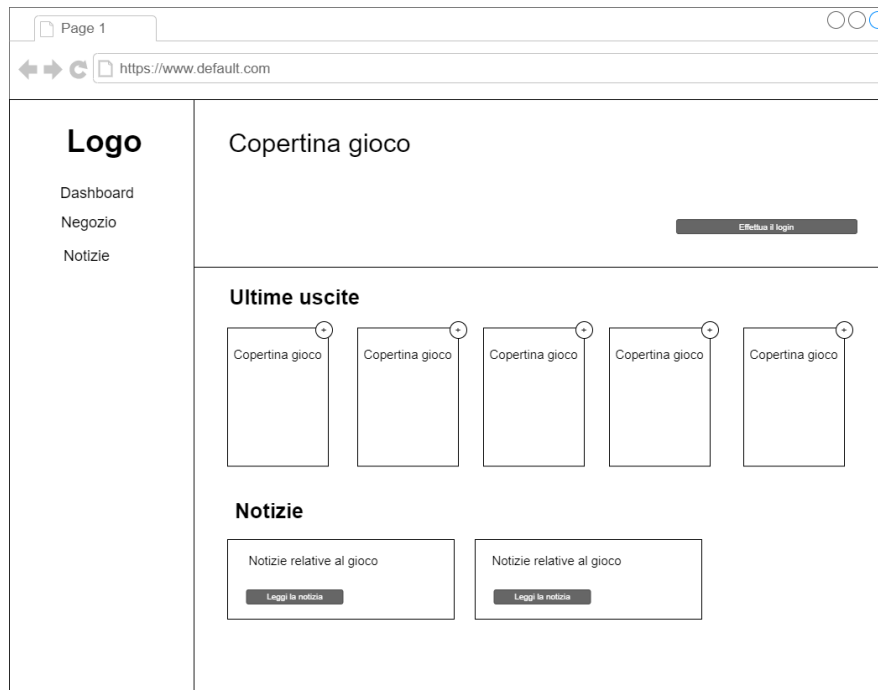 Page 1
https://www.default.com
Logo
Dashboard
Negozio
Notizie
Copertina gioco
Effettua il login
Ultime uscite
+ + + + +
Copertina gioco Copertina gioco Copertina gioco Copertina gioco Copertina gioco
Notizie
Notizie relative al gioco Notizie relative al gioco
Leggi la notizia Leggi la notizia